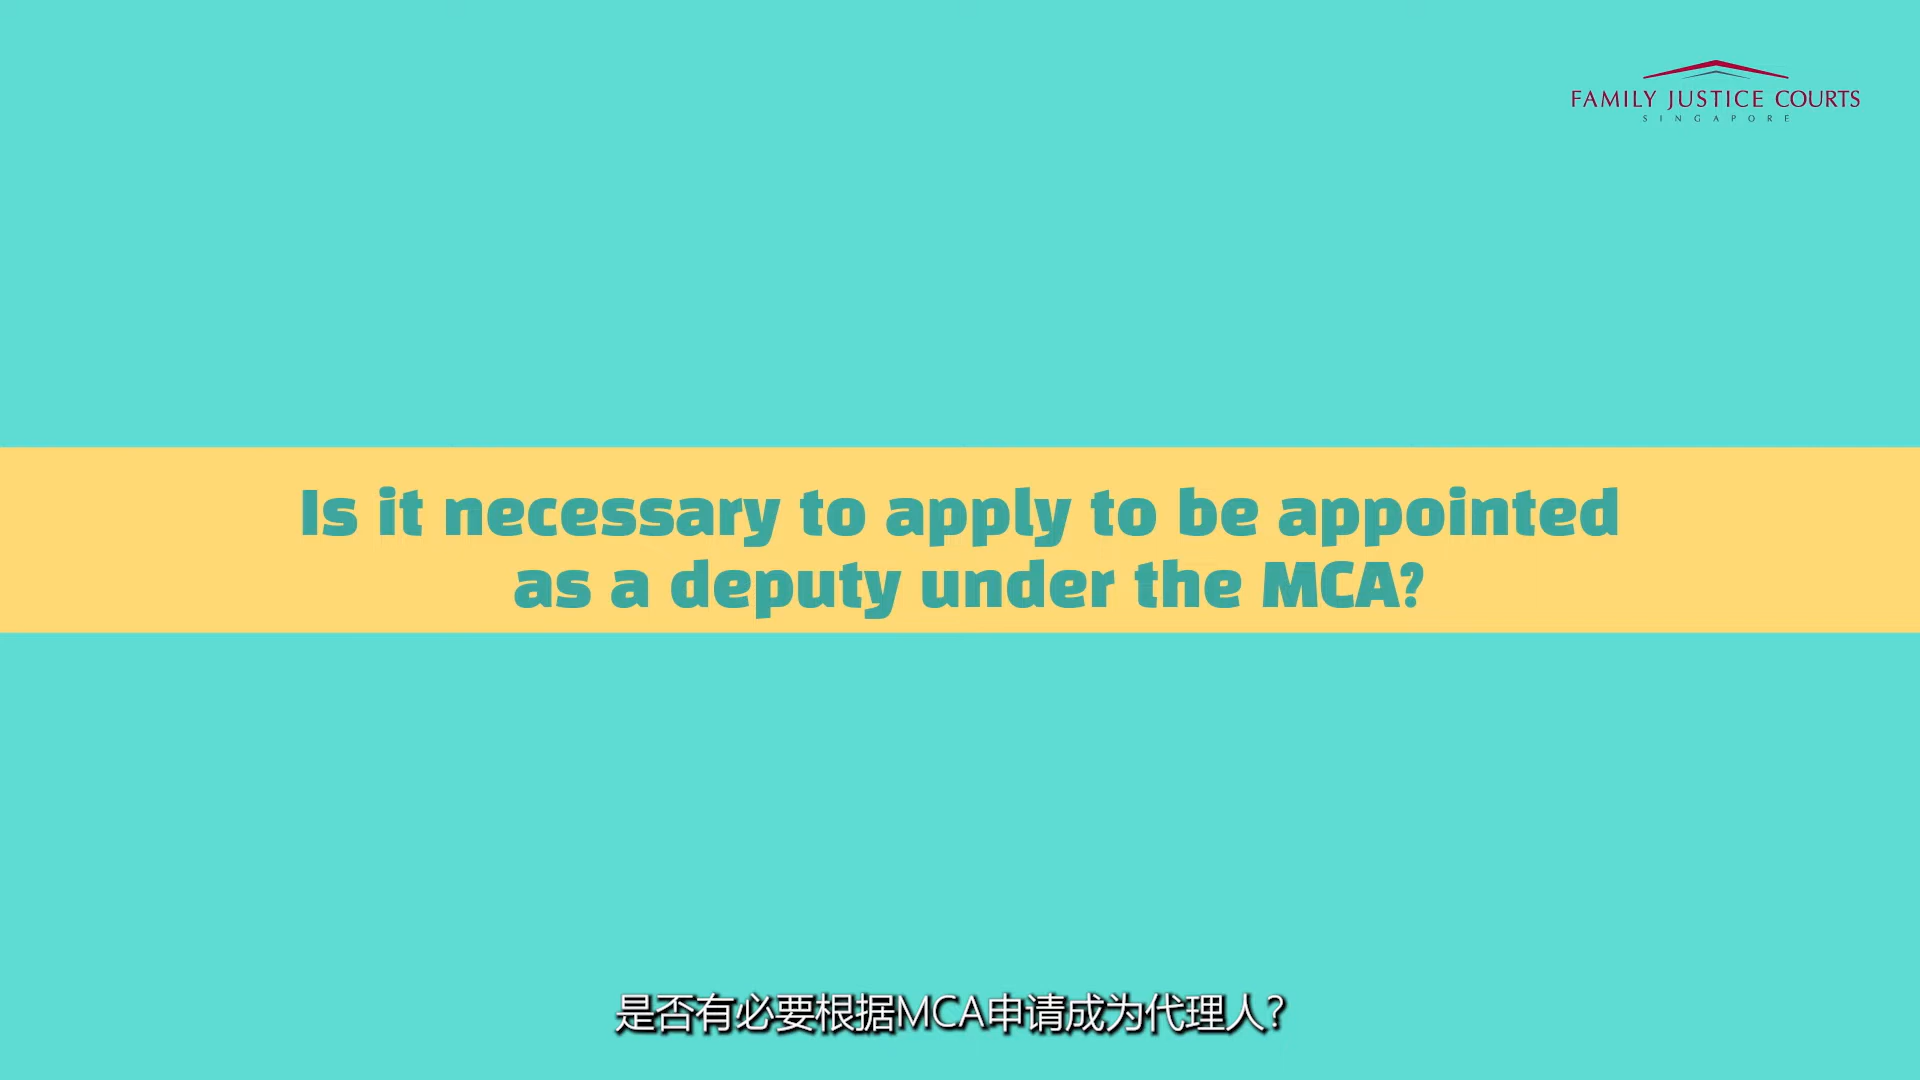 FAMILY JUSTICE COURTS
SINGAPORE
Is it necessary to apply to be appointed
as a deputy under the MCA?
是否有必要根据MCA申请成为代理人?